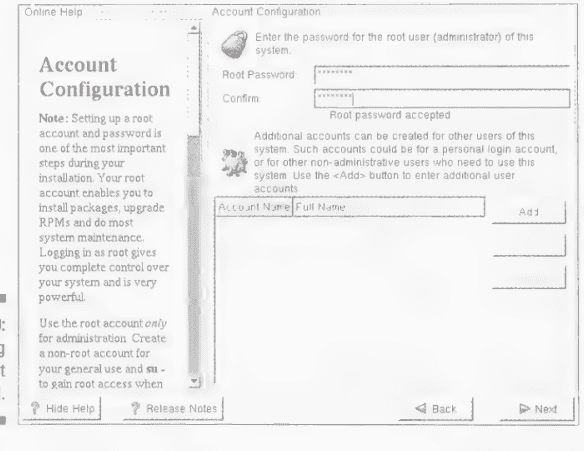 Online Help
Account
Configuration
Note: Setting up a root
account and password is
one of the most important
steps during your
installation. Your root
account enables you to
install packages, upgrade
RPMs and do most
system maintenance.
Logging in as root gives
you complete control over
your system and is very
powerful.
Use the root account only
for administration. Create
a non-root account for
your general use and su -
to gain root access when
Hide Help
Release Notes
Account Configuration
Enter the password for the root user (administrator) of this
system.
Root Password:
********
Confirm:
********
Root password accepted.
Additional accounts can be created for other users of this
system. Such accounts could be for a personal login account,
or for other non-administrative users who need to use this
system. Use the <Add> button to enter additional user
accounts.
Account Name Full Name
Add
Back
Next